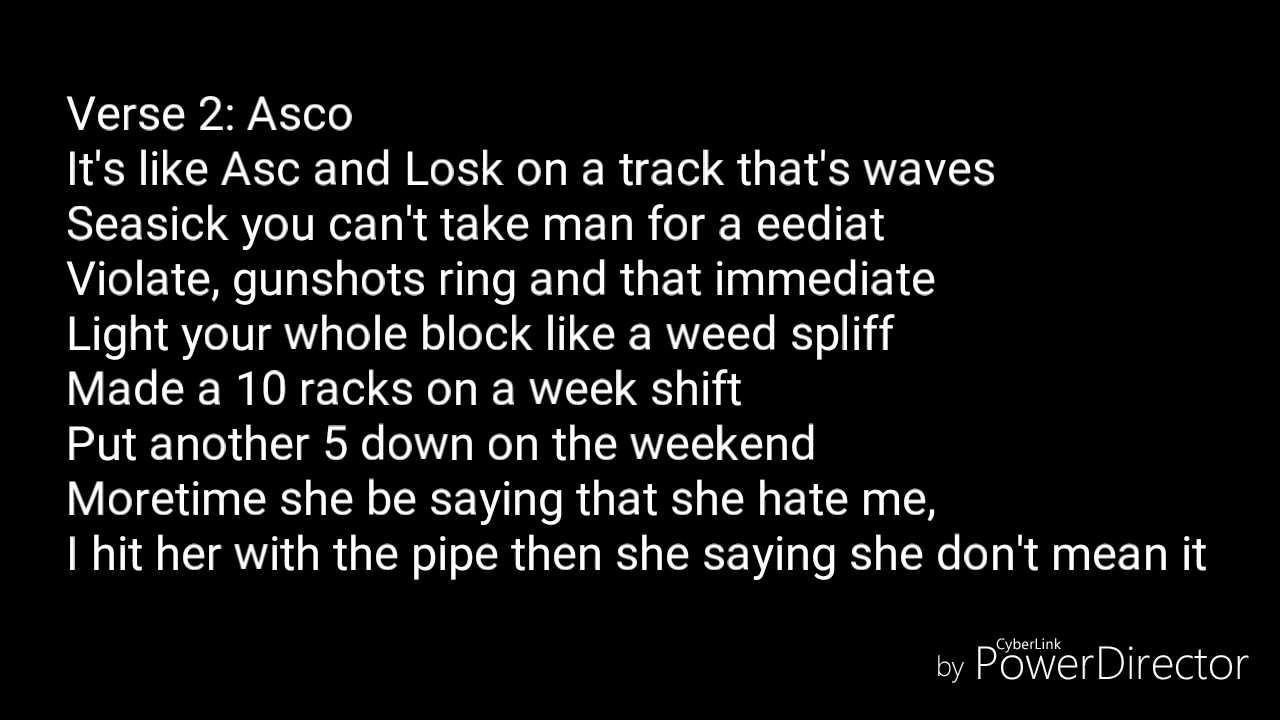 Verse 2: Asco
It's like Asc and Losk on a track that's waves
Seasick you can't take man for a eediat
Violate, gunshots ring and that immediate
Light your whole block like a weed spliff
Made a 10 racks on a week shift
Put another 5 down on the weekend
Moretime she be saying that she hate me,
I hit her with the pipe then she saying she don't mean it
by CyberLink PowerDirector